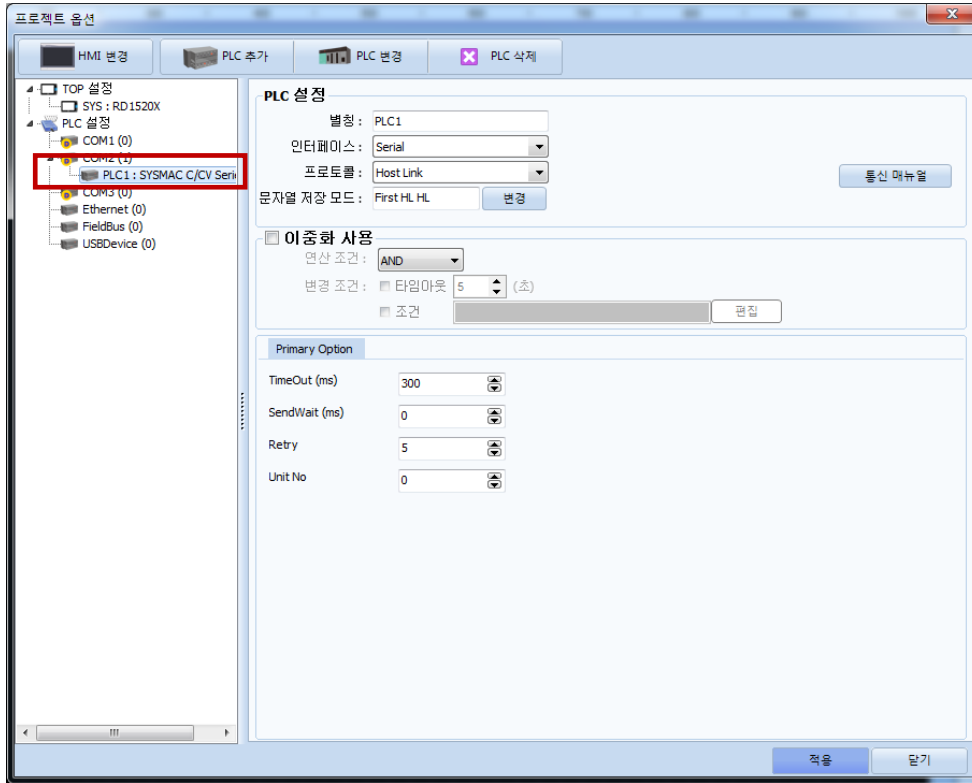 프로젝트 옵션
HMI 변경
PLC 추가
PLC 변경
PLC 삭제
TOP 설정
SYS : RD1520X
PLC 설정
COM1 (0)
COM2 (1)
PLC1 : SYSMAC C/CV Seri
COM3 (0)
Ethernet (0)
FieldBus (0)
USBDevice (0)
PLC 설정
별칭 : PLC1
인터페이스 : Serial
프로토콜 : Host Link
통신 매뉴얼
문자열 저장 모드 : First HL HL 변경
이중화 사용
연산 조건 : AND
변경 조건 : 타임아웃 5 (초)
조건 편집
Primary Option
TimeOut (ms) 300
SendWait (ms) 0
Retry 5
Unit No 0
적용 닫기